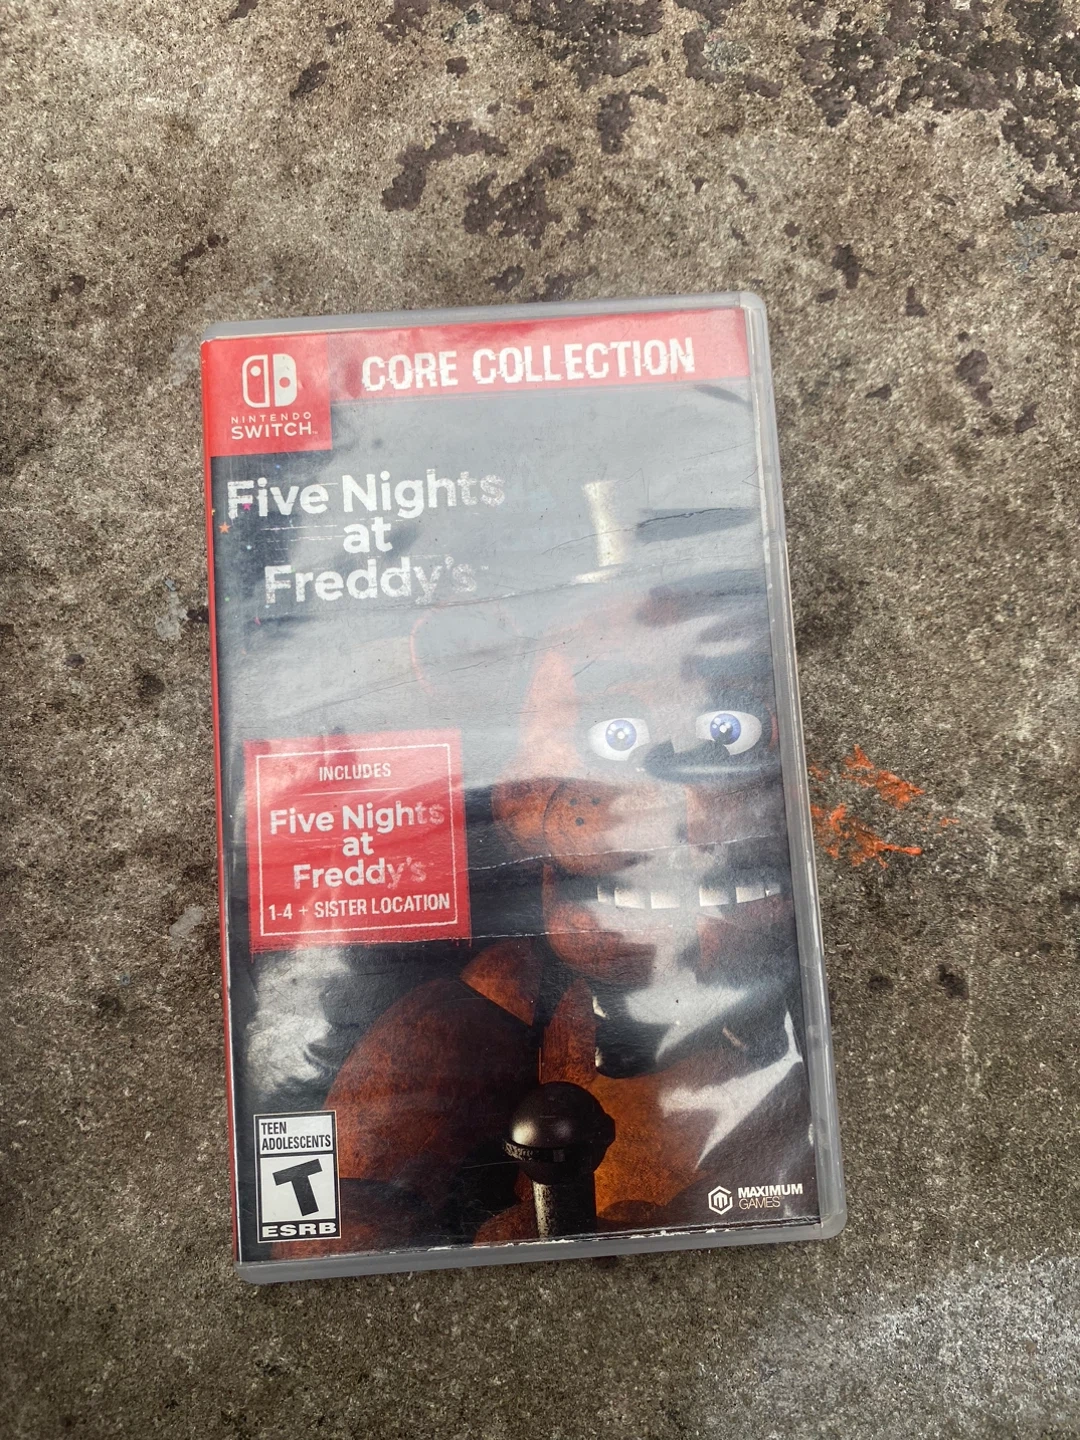 CORE COLLECTION
NINTENDO
SWITCH™
Five Nights
at
Freddy's
INCLUDES
Five Nights
at
Freddy's
1-4 + SISTER LOCATION
TEEN
ADOLESCENTS
T
ESRB
MAXIMUM
GAMES